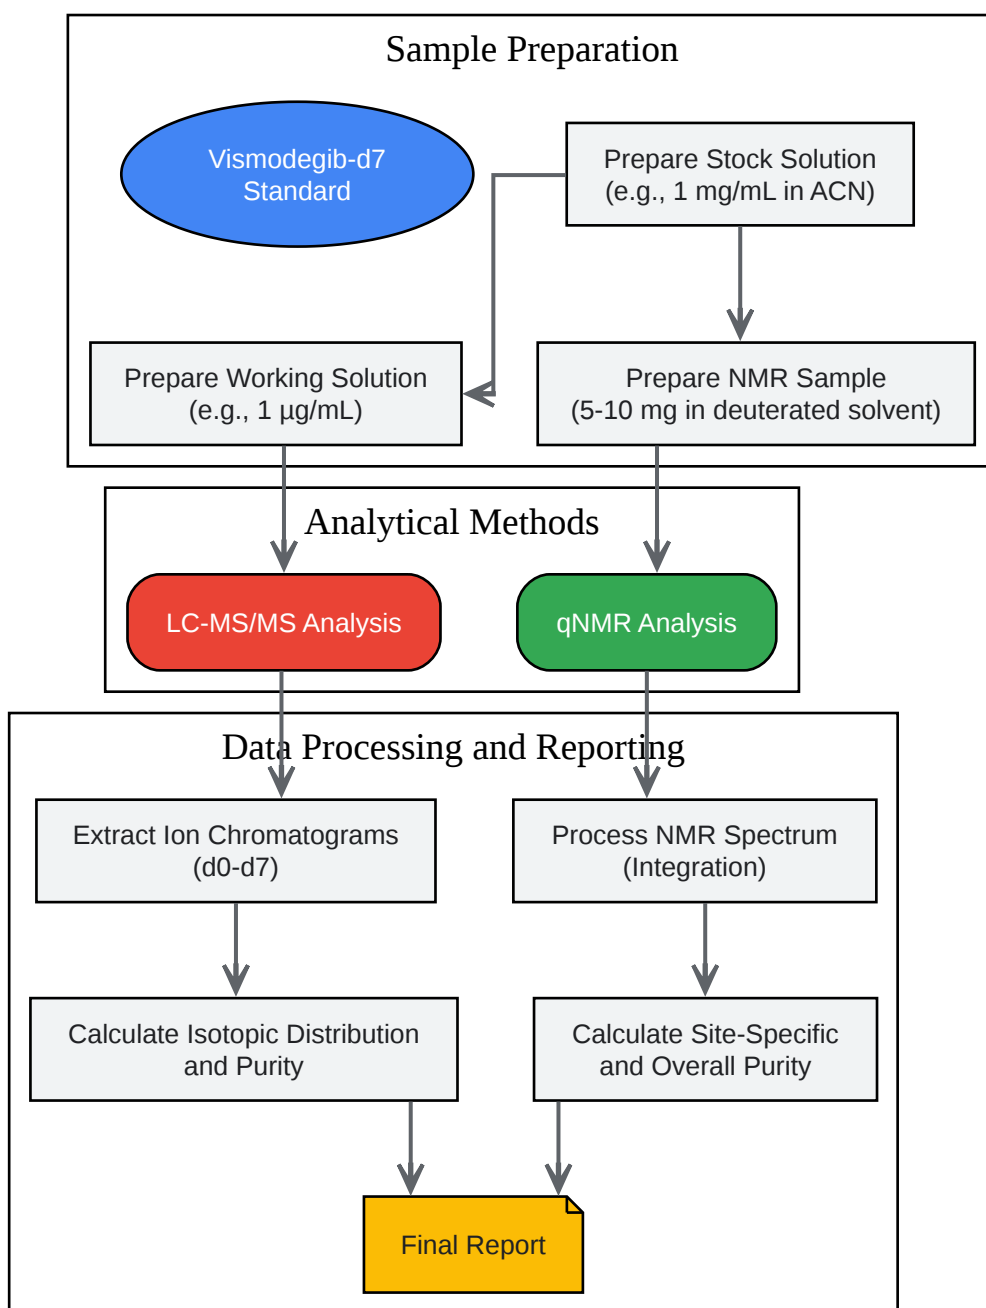 Sample Preparation
Vismodegib-d7
Standard
Prepare Stock Solution
(e.g., 1 mg/mL in ACN)
Prepare Working Solution
(e.g., 1 µg/mL)
Prepare NMR Sample
(5-10 mg in deuterated solvent)
Analytical Methods
LC-MS/MS Analysis
qNMR Analysis
Data Processing and Reporting
Extract Ion Chromatograms
(d0-d7)
Process NMR Spectrum
(Integration)
Calculate Isotopic Distribution
and Purity
Calculate Site-Specific
and Overall Purity
Final Report